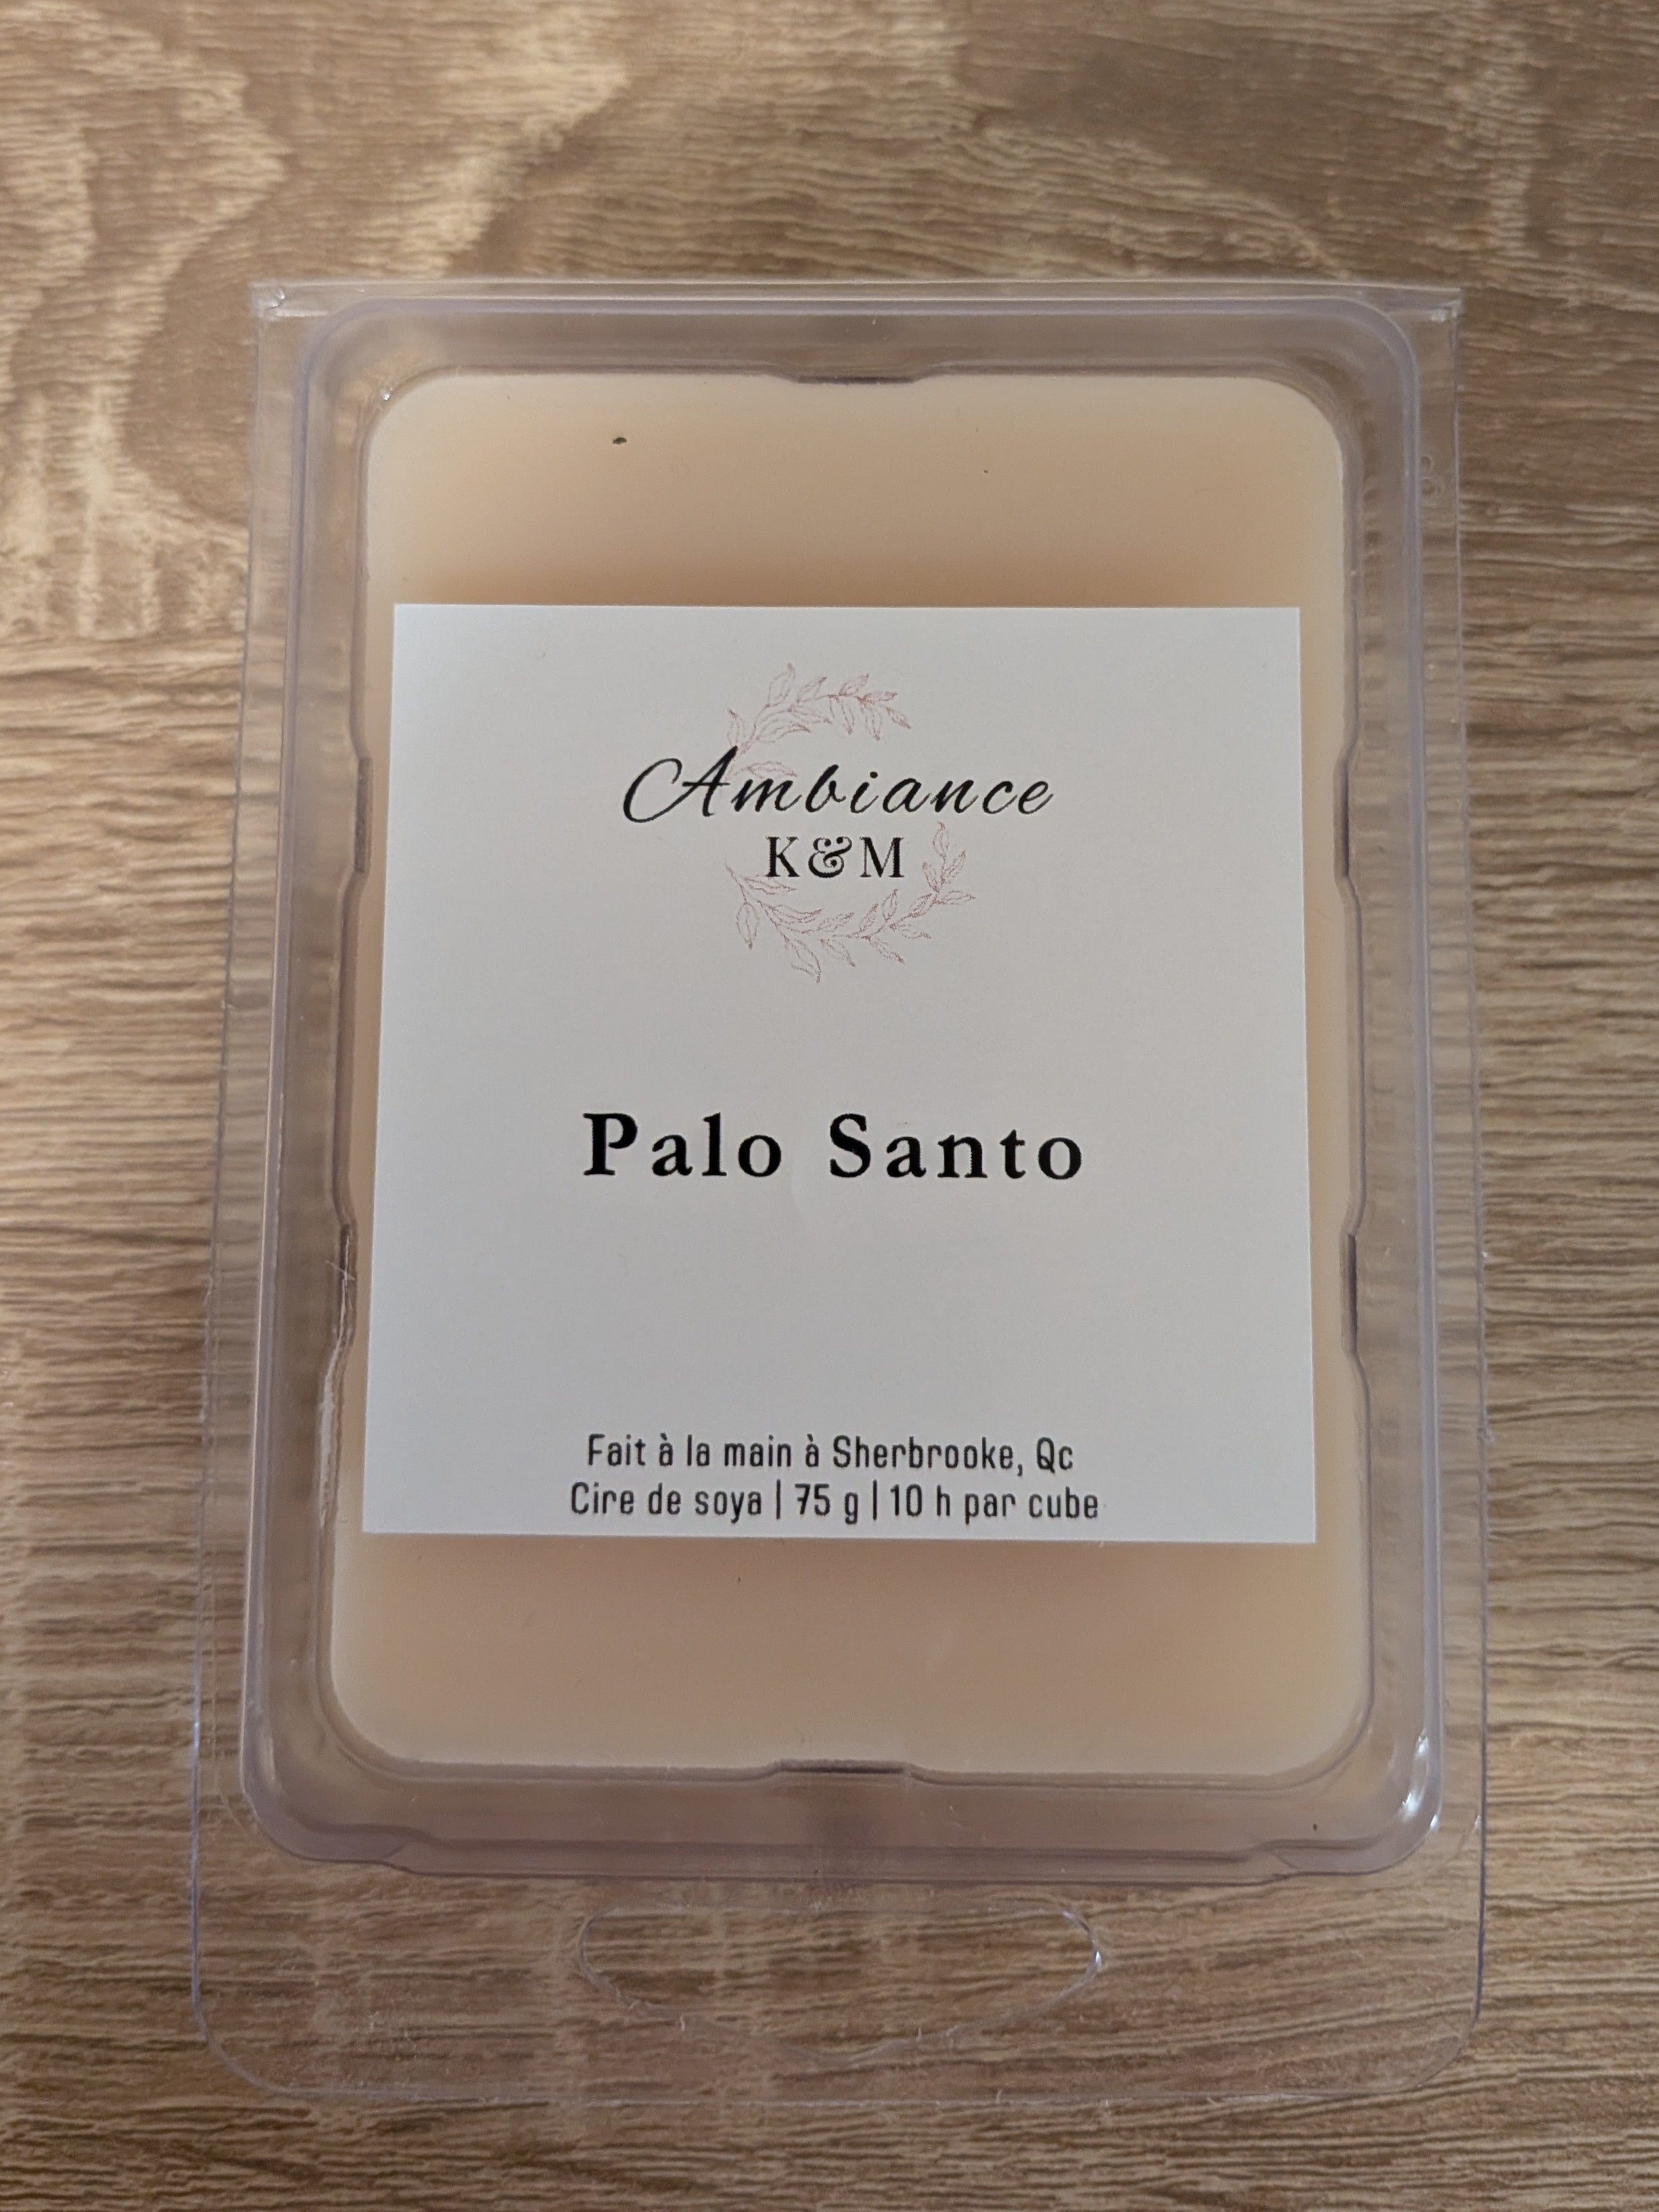 Ambiance
K&M
Palo Santo
Fait à la main à Sherbrooke, Qc
Cire de soya | 75 g | 10 h par cube